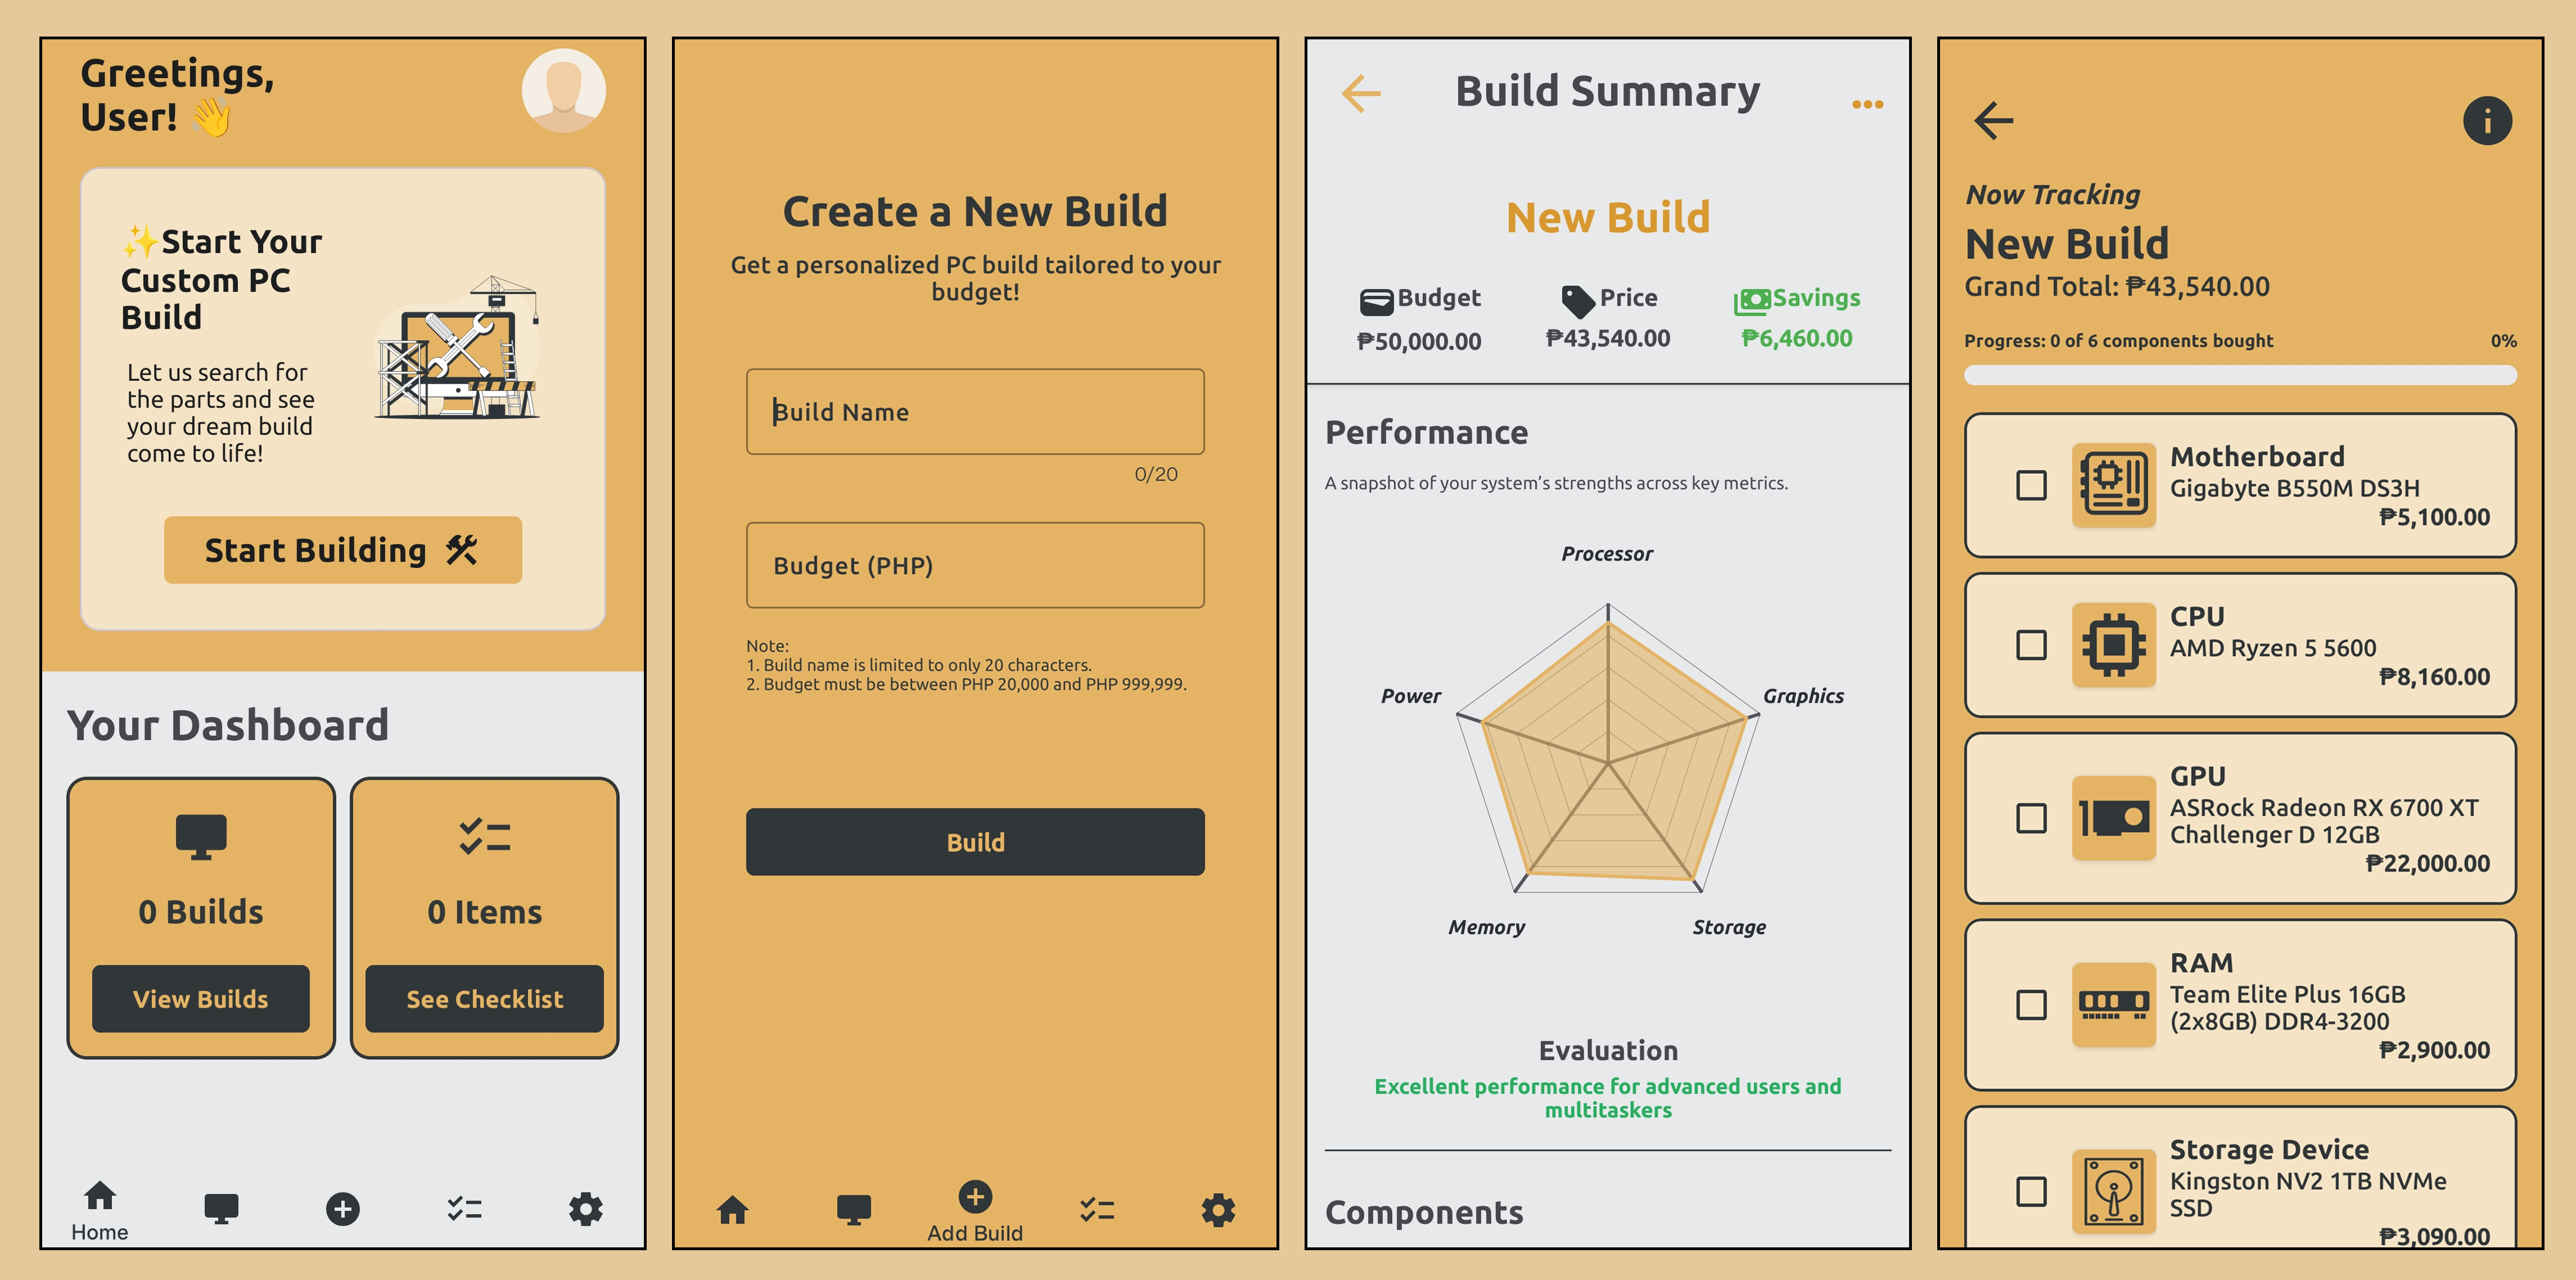 Greetings,
User! 👋
✨Start Your
Custom PC
Build
Let us search for
the parts and see
your dream build
come to life!
Start Building
Your Dashboard
0 Builds
View Builds
0 Items
See Checklist
Home
Create a New Build
Get a personalized PC build tailored to your
budget!
Build Name
0/20
Budget (PHP)
Note:
1. Build name is limited to only 20 characters.
2. Budget must be between PHP 20,000 and PHP 999,999.
Build
Add Build
Build Summary
New Build
Budget
₱50,000.00
Price
₱43,540.00
Savings
₱6,460.00
Performance
A snapshot of your system’s strengths across key metrics.
Processor
Power
Graphics
Memory
Storage
Evaluation
Excellent performance for advanced users and
multitaskers
Components
Now Tracking
New Build
Grand Total: ₱43,540.00
Progress: 0 of 6 components bought
0%
Motherboard
Gigabyte B550M DS3H
₱5,100.00
CPU
AMD Ryzen 5 5600
₱8,160.00
GPU
ASRock Radeon RX 6700 XT
Challenger D 12GB
₱22,000.00
RAM
Team Elite Plus 16GB
(2x8GB) DDR4-3200
₱2,900.00
Storage Device
Kingston NV2 1TB NVMe
SSD
₱3,090.00